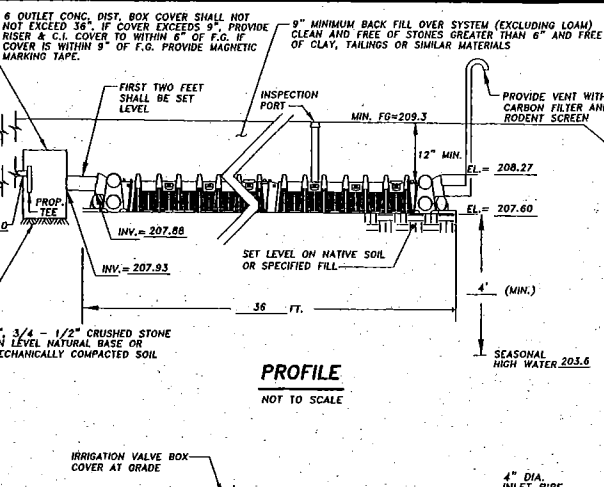 6 OUTLET CONC. DIST. BOX COVER SHALL NOT
NOT EXCEED 36". IF COVER EXCEEDS 9", PROVIDE
RISER & C.I. COVER TO WITHIN 6" OF F.G. IF
COVER IS WITHIN 9" OF F.G. PROVIDE MAGNETIC
MARKING TAPE.
9" MINIMUM BACK FILL OVER SYSTEM (EXCLUDING LOAM)
CLEAN AND FREE OF STONES GREATER THAN 6" AND FREE
OF CLAY, TAILINGS OR SIMILAR MATERIALS
FIRST TWO FEET
SHALL BE SET
LEVEL
INSPECTION
PORT
MIN. FG=209.3
PROVIDE VENT WITH
CARBON FILTER AND
RODENT SCREEN
12" MIN.
EL.= 208.27
PROP.
TEE
EL.= 207.60
INV.= 207.88
INV.= 207.93
SET LEVEL ON NATIVE SOIL
OR SPECIFIED FILL
4' (MIN.)
36 FT.
3/4 - 1/2" CRUSHED STONE
N LEVEL NATURAL BASE OR
ECHANICALLY COMPACTED SOIL
SEASONAL
HIGH WATER 203.6
PROFILE
NOT TO SCALE
IRRIGATION VALVE BOX
COVER AT GRADE
4" DIA.
INLET PIPE